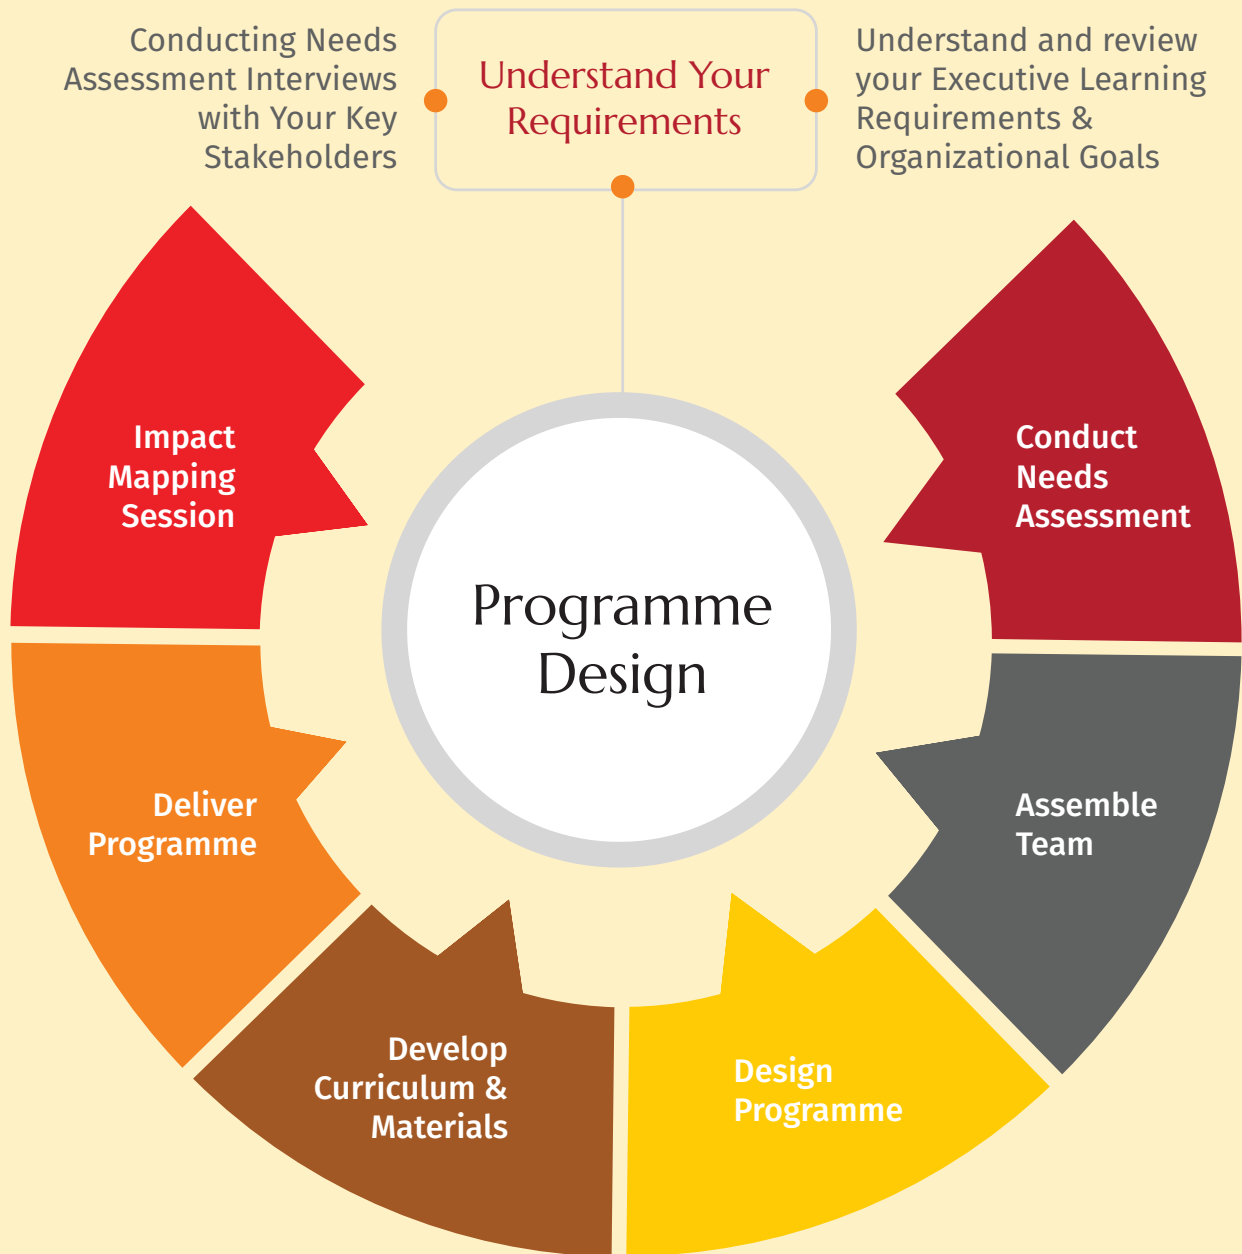 Conducting Needs
Assessment Interviews
with Your Key
Stakeholders
Understand Your
Requirements
Understand and review
your Executive Learning
Requirements &
Organizational Goals
Impact
Mapping
Session
Conduct
Needs
Assessment
Programme
Design
Deliver
Programme
Assemble
Team
Develop
Curriculum &
Materials
Design
Programme